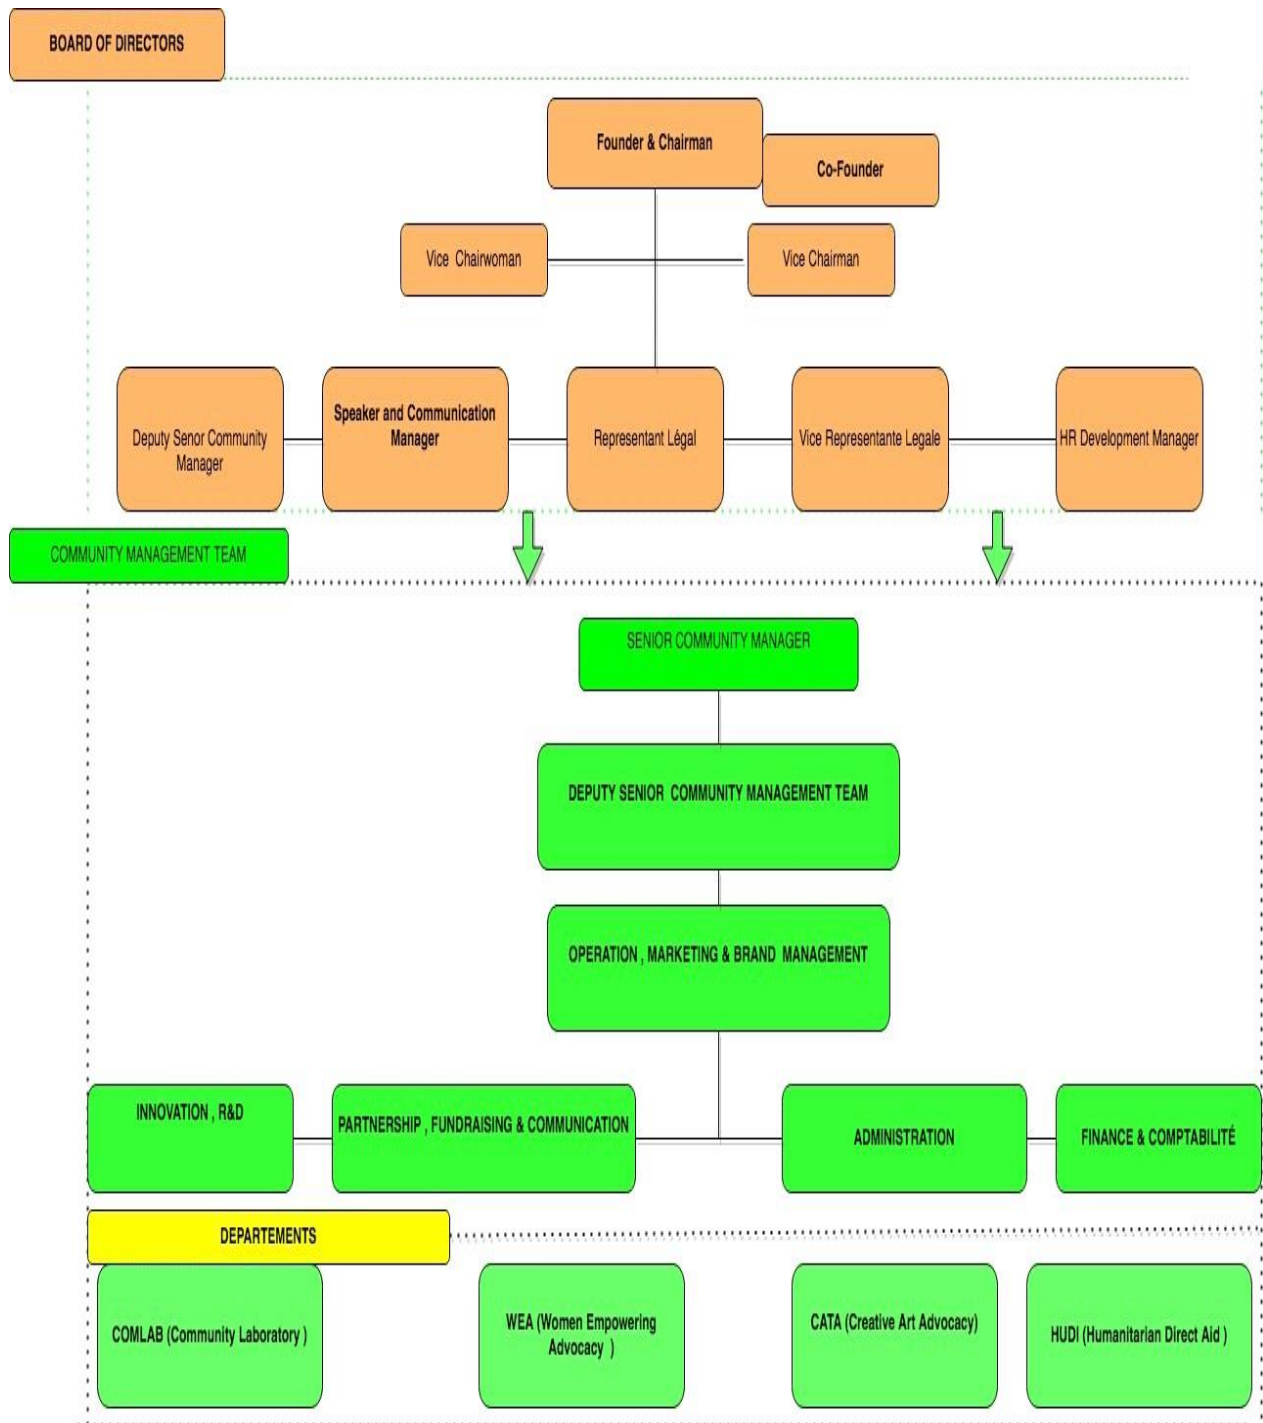 BOARD OF DIRECTORS
Founder & Chairman
Co-Founder
Vice Chairwoman
Vice Chairman
Deputy Senor Community
Manager
Speaker and Communication
Manager
Representant Légal
Vice Representante Legale
HR Development Manager
COMMUNITY MANAGEMENT TEAM
SENIOR COMMUNITY MANAGER
DEPUTY SENIOR COMMUNITY MANAGEMENT TEAM
OPERATION , MARKETING & BRAND MANAGEMENT
INNOVATION , R&D
PARTNERSHIP , FUNDRAISING & COMMUNICATION
ADMINISTRATION
FINANCE & COMPTABILITÉ
DEPARTEMENTS
COMLAB (Community Laboratory )
WEA (Women Empowering
Advocacy )
CATA (Creative Art Advocacy)
HUDI (Humanitarian Direct Aid )